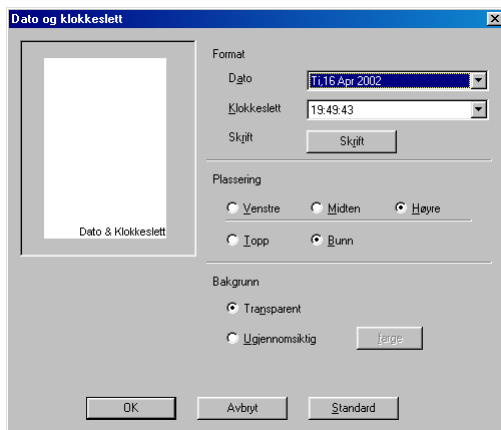 Dato og klokkeslett
Format
Dato
Ti,16 Apr 2002
Klokkeslett
19:49:43
Skrift
Skrift
Plassering
Venstre Midten Høyre
Topp Bunn
Dato & Klokkeslett
Bakgrunn
Transparent
Ugjennomsiktig farge
OK Avbryt Standard